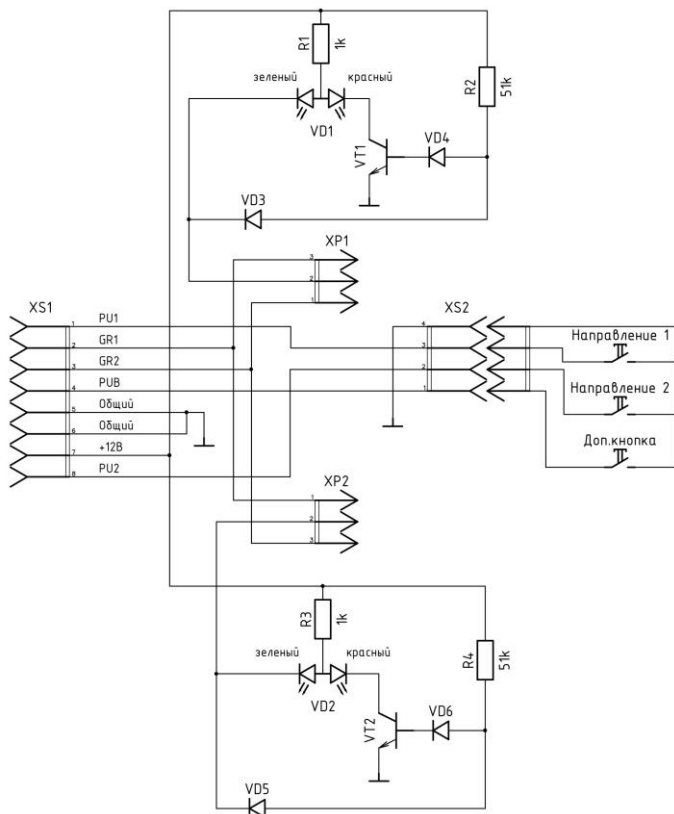 R1
1k
зеленый
красный
VD1
R2
51k
VT1
VD4
VD3
XP1
3
2
1
XS1
XS2
1
PU1
2
GR1
3
GR2
4
PUB
5
Общий
6
Общий
7
+12В
8
PU2
4
3
2
1
Направление 1
Направление 2
Доп.кнопка
XP2
1
2
3
R3
1k
зеленый
красный
VD2
R4
51k
VT2
VD6
VD5